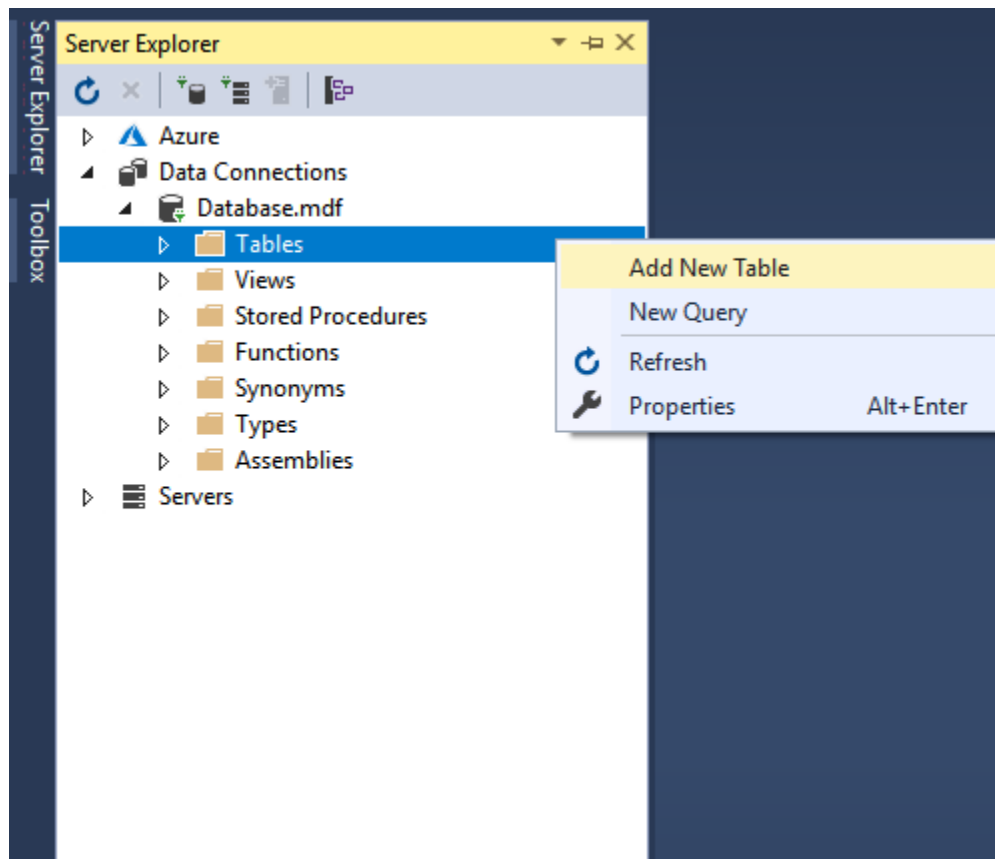 Server Explorer
Toolbox
Server Explorer
Azure
Data Connections
Database.mdf
Tables
Views
Stored Procedures
Functions
Synonyms
Types
Assemblies
Servers
Add New Table
New Query
Refresh
Properties Alt+Enter